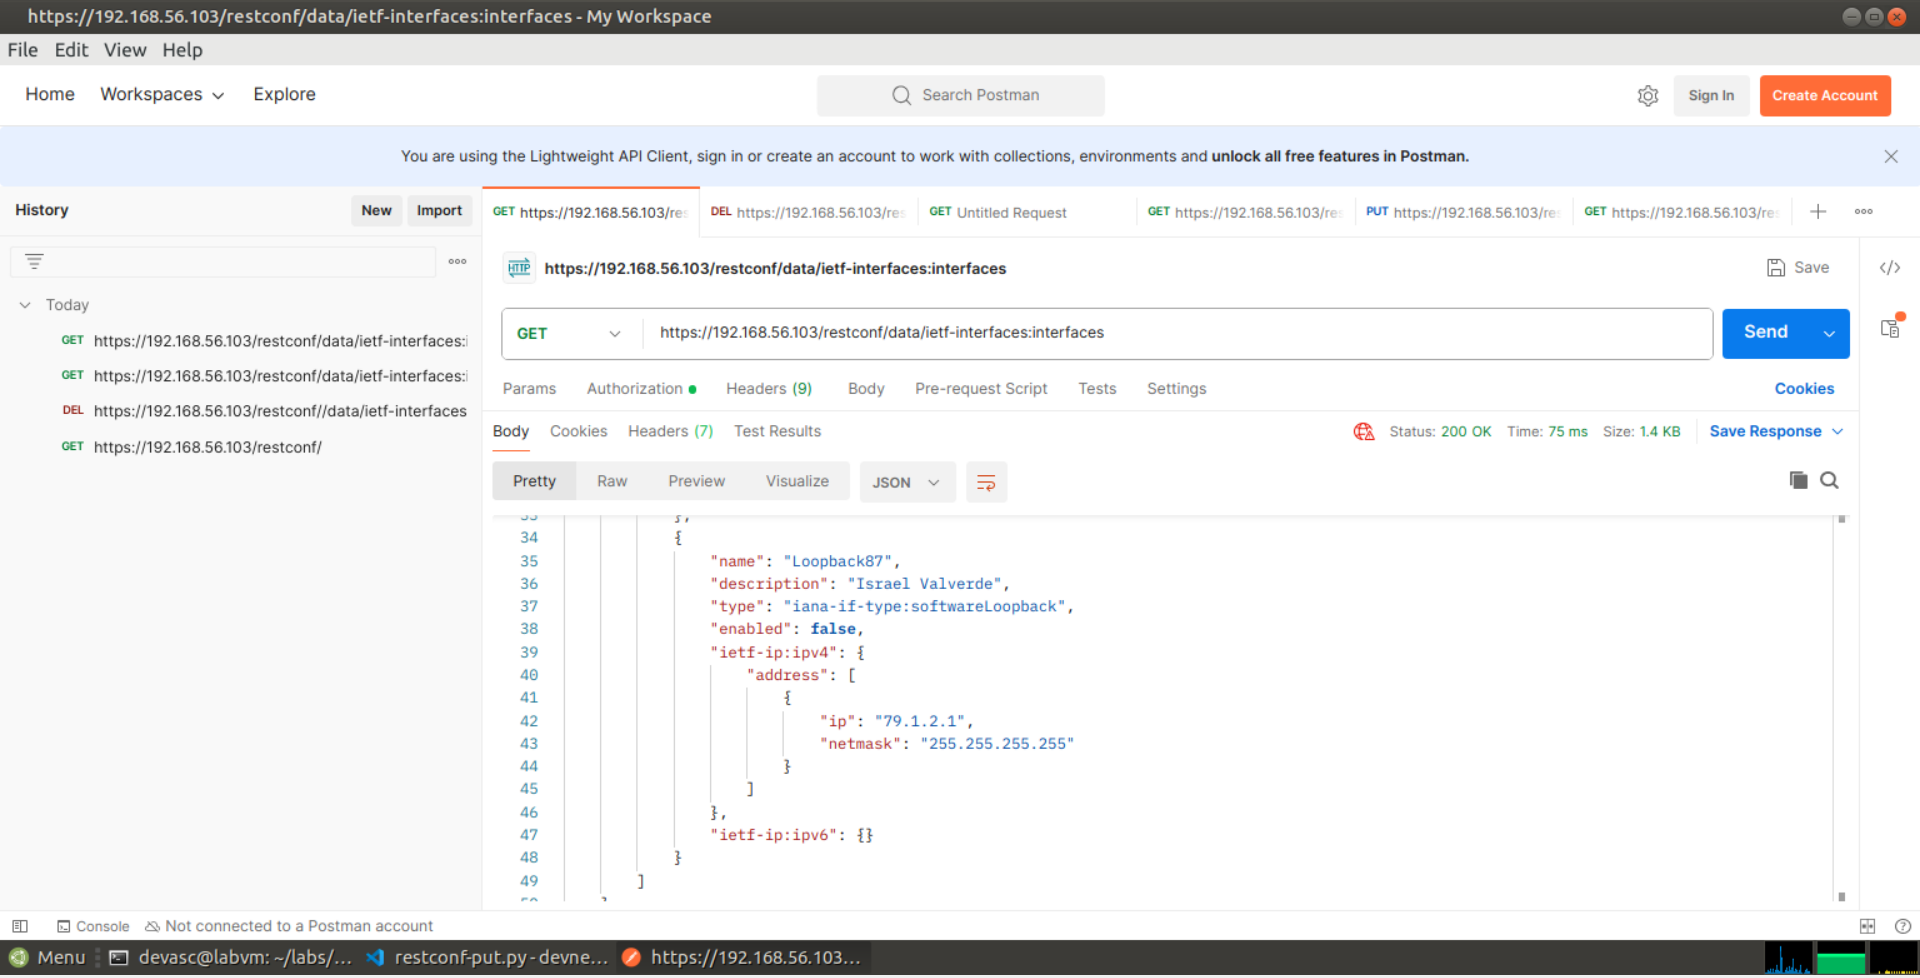 https://192.168.56.103/restconf/data/ietf-interfaces:interfaces - My Workspace
File Edit View Help
Home Workspaces Explore
Search Postman
Sign In
Create Account
You are using the Lightweight API Client, sign in or create an account to work with collections, environments and unlock all free features in Postman.
History
New
Import
GET https://192.168.56.103/res
DEL https://192.168.56.103/res
GET Untitled Request
GET https://192.168.56.103/re
PUT https://192.168.56.103/re
GET https://192.168.56.103/re
HTTP https://192.168.56.103/restconf/data/ietf-interfaces:interfaces
Save
Today
GET https://192.168.56.103/restconf/data/ietf-interfaces:i
GET https://192.168.56.103/restconf/data/ietf-interfaces:i
DEL https://192.168.56.103/restconf//data/ietf-interfaces
GET https://192.168.56.103/restconf/
GET https://192.168.56.103/restconf/data/ietf-interfaces:interfaces
Send
Params Authorization Headers (9) Body Pre-request Script Tests Settings
Cookies
Body Cookies Headers (7) Test Results
Status: 200 OK Time: 75 ms Size: 1.4 KB
Save Response
Pretty Raw Preview Visualize
JSON
33 },
34 {
35 "name": "Loopback87",
36 "description": "Israel Valverde",
37 "type": "iana-if-type:softwareLoopback",
38 "enabled": false,
39 "ietf-ip:ipv4": {
40 "address": [
41 {
42 "ip": "79.1.2.1",
43 "netmask": "255.255.255.255"
44 }
45 ]
46 },
47 "ietf-ip:ipv6": {}
48 }
49 ]
Console
Not connected to a Postman account
Menu
devasc@labvm: ~/labs/...
restconf-put.py - devne...
https://192.168.56.103...